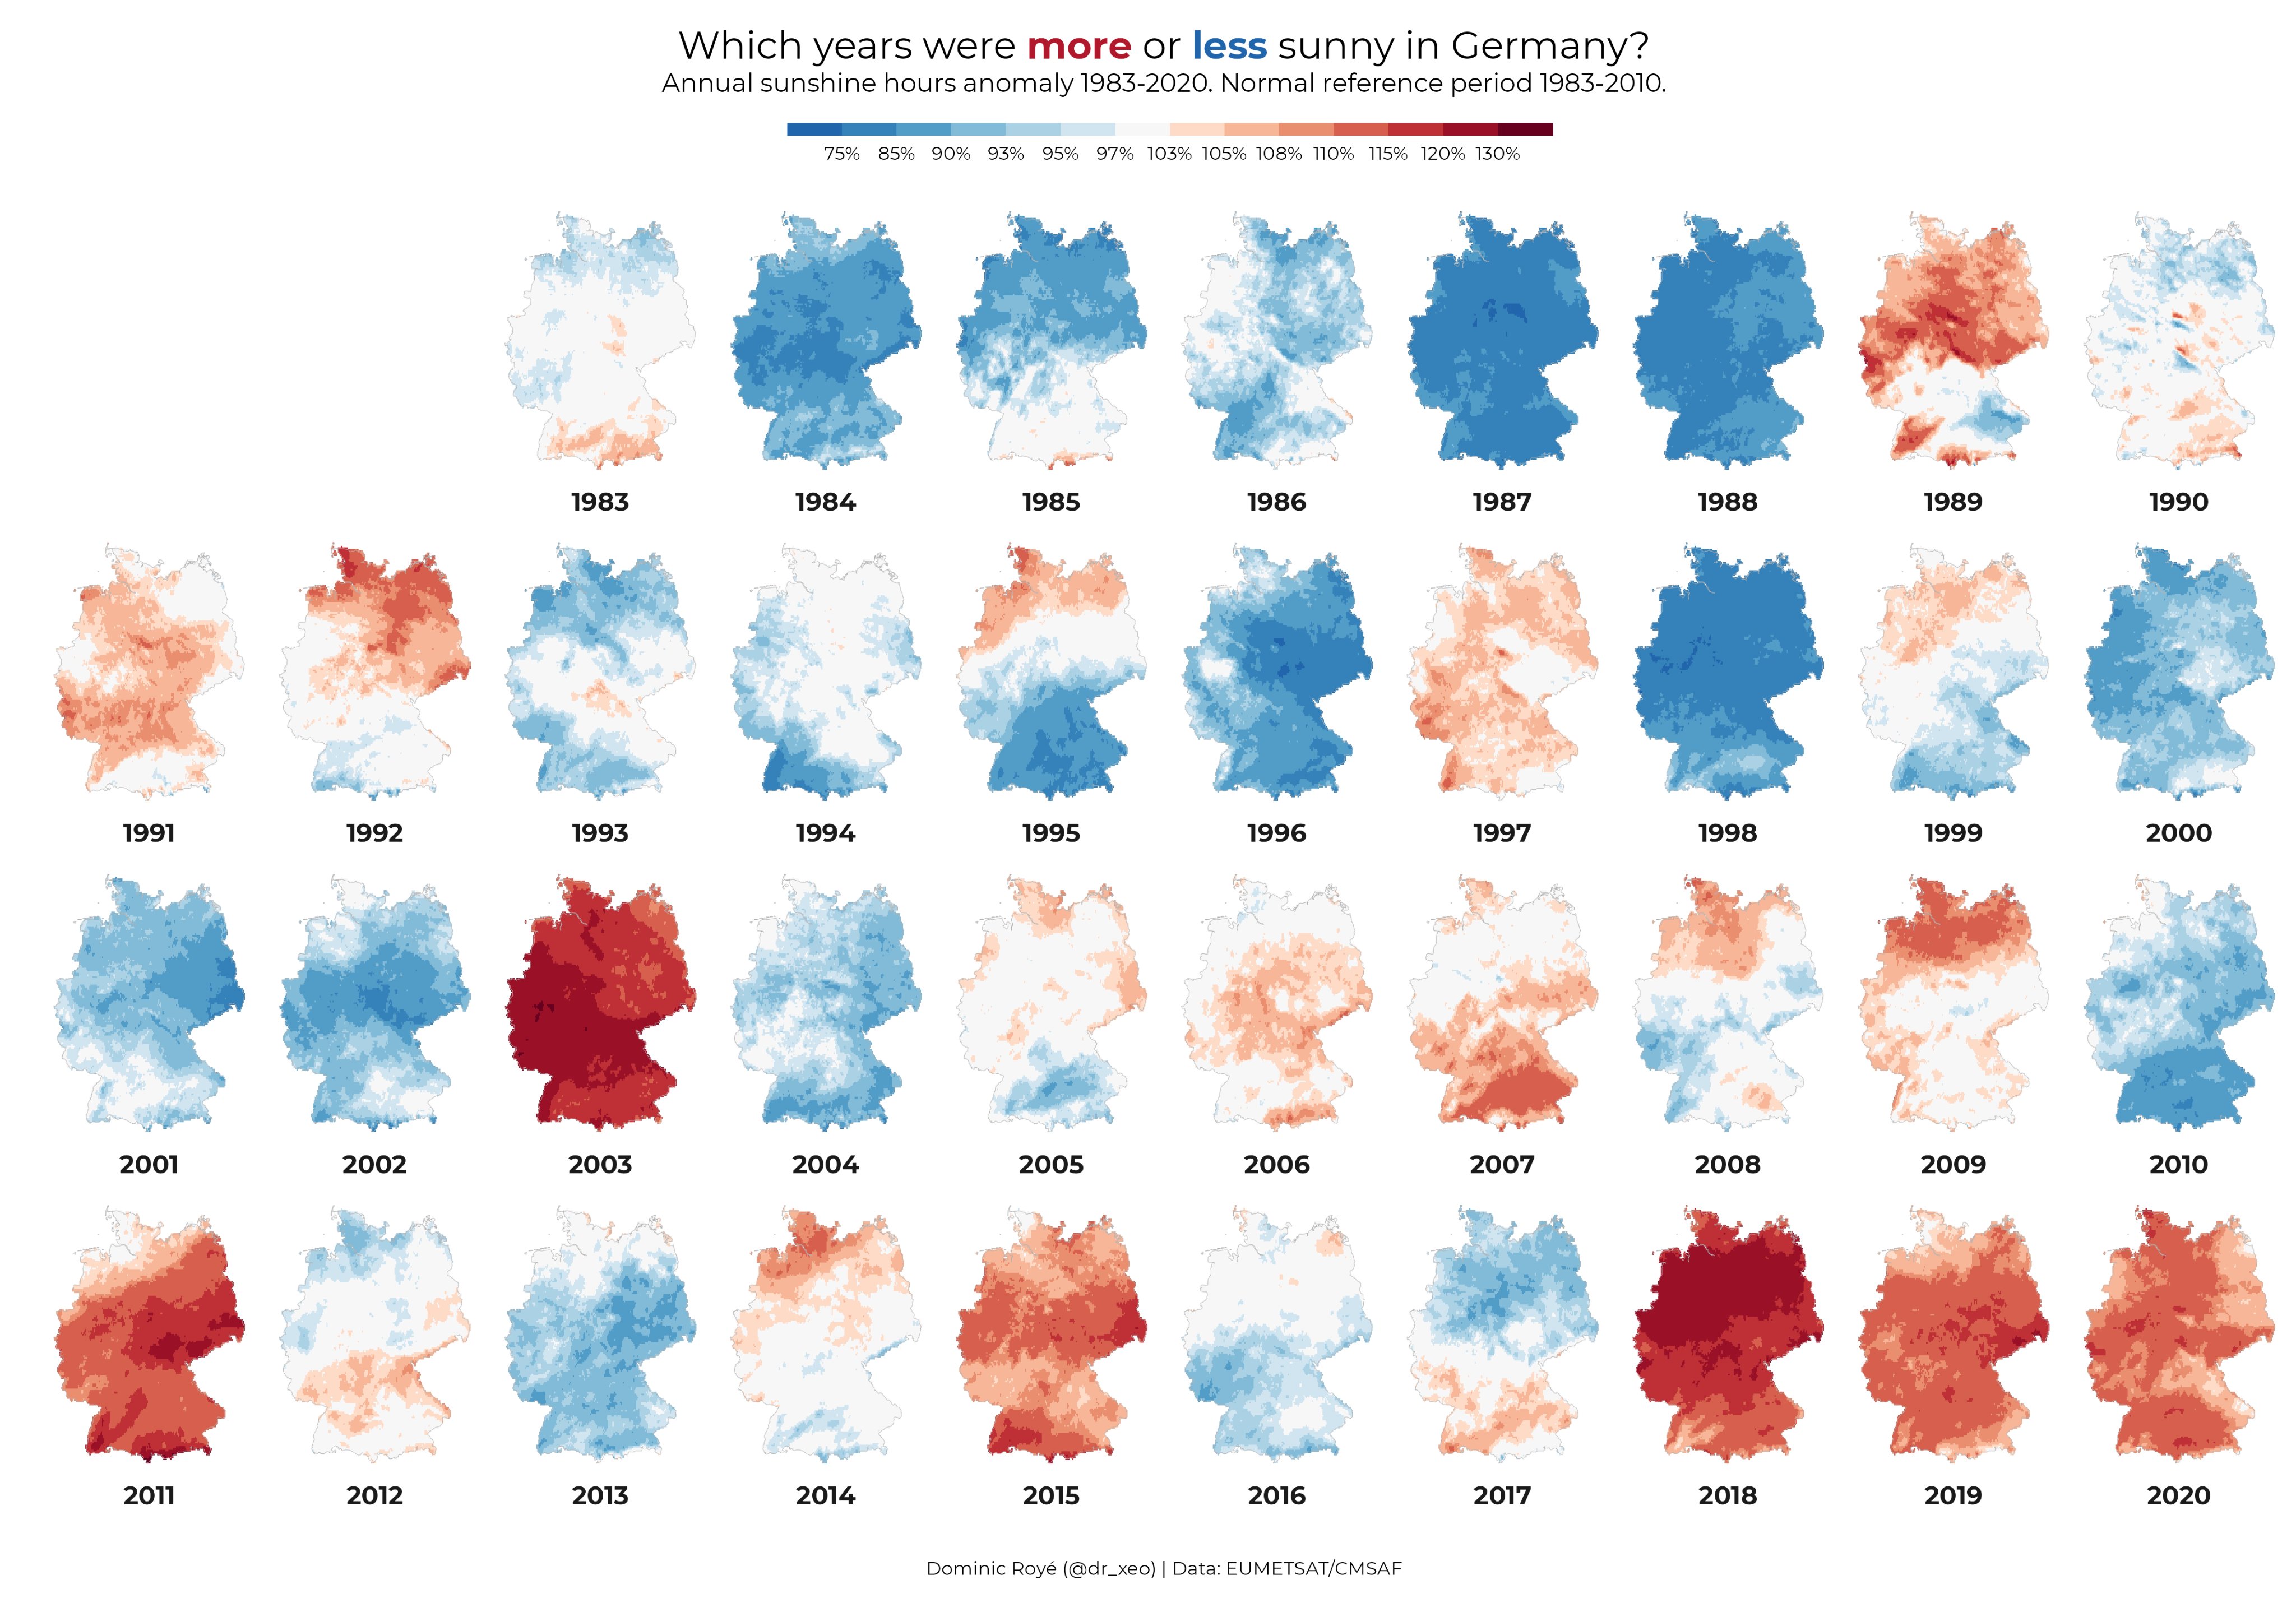 Which years were more or less sunny in Germany?
Annual sunshine hours anomaly 1983-2020. Normal reference period 1983-2010.
75% 85% 90% 93% 95% 97% 103% 105% 108% 110% 115% 120% 130%
1983 1984 1985 1986 1987 1988 1989 1990
1991 1992 1993 1994 1995 1996 1997 1998 1999 2000
2001 2002 2003 2004 2005 2006 2007 2008 2009 2010
2011 2012 2013 2014 2015 2016 2017 2018 2019 2020
Dominic Royé (@dr_xeo) | Data: EUMETSAT/CMSAF